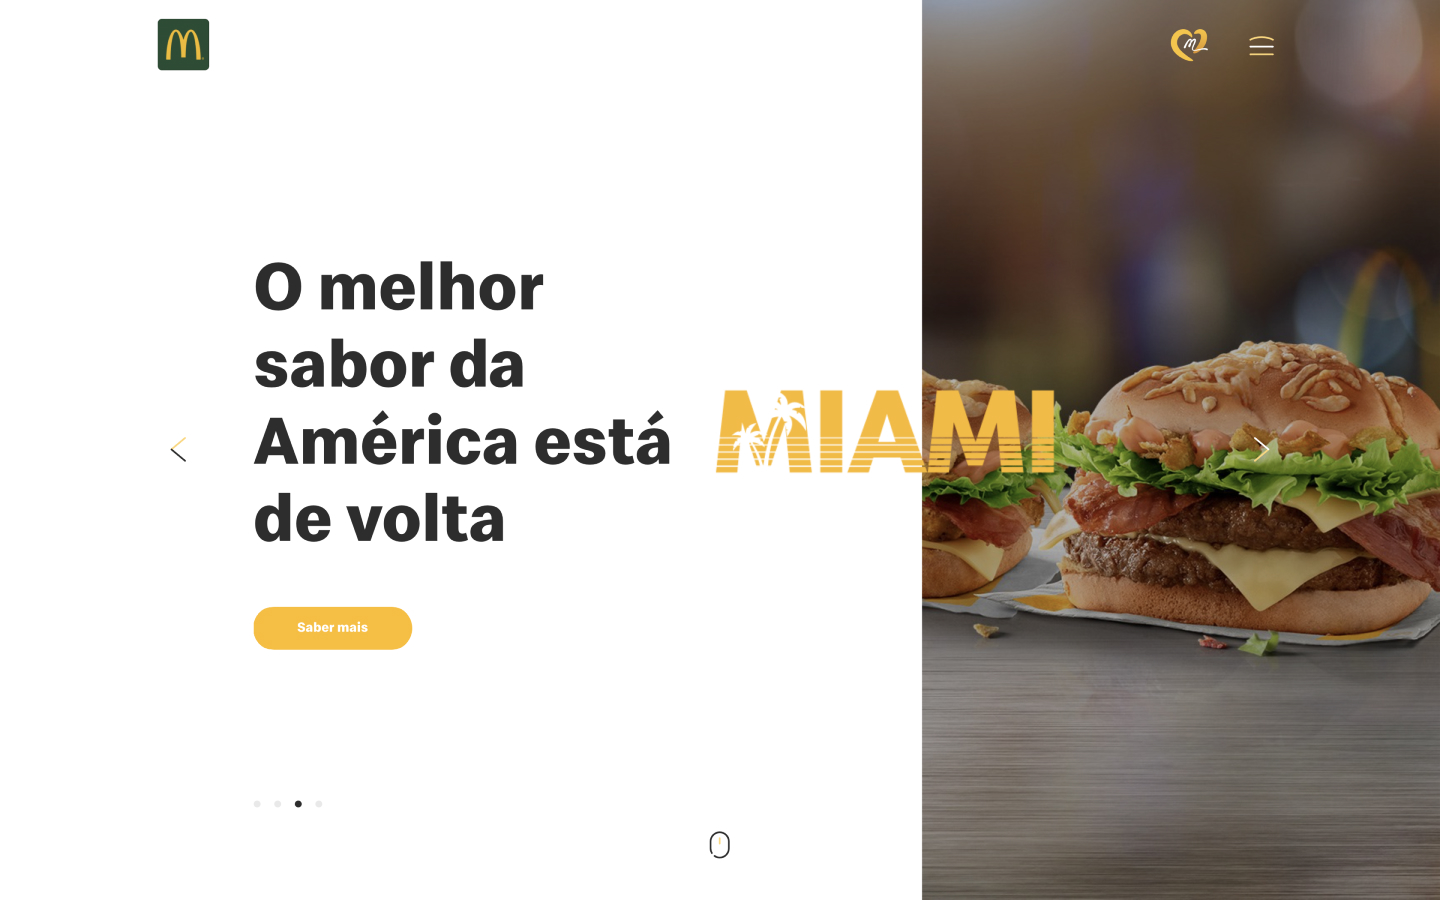 O melhor
sabor da
América está
de volta
MIAMI
Saber mais